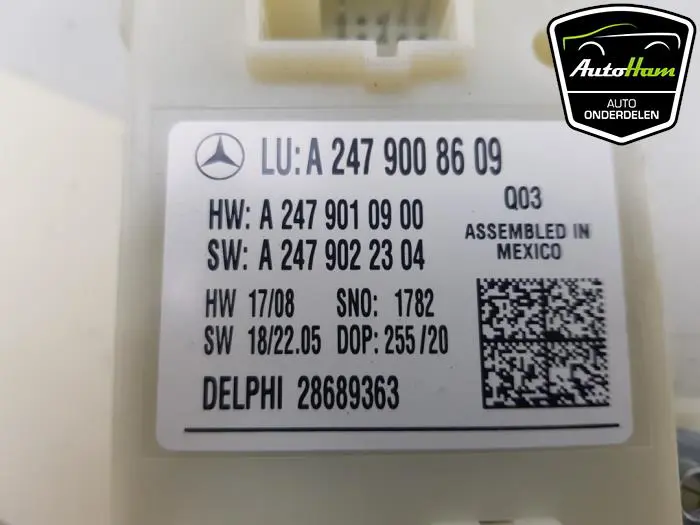 AutoHam
AUTO
ONDERDELEN
LU: A 247 900 86 09
HW: A 247 901 09 00
SW: A 247 902 23 04
Q03
ASSEMBLED IN
MEXICO
HW 17/08 SNO: 1782
SW 18/22.05 DOP: 255/20
DELPHI 28689363